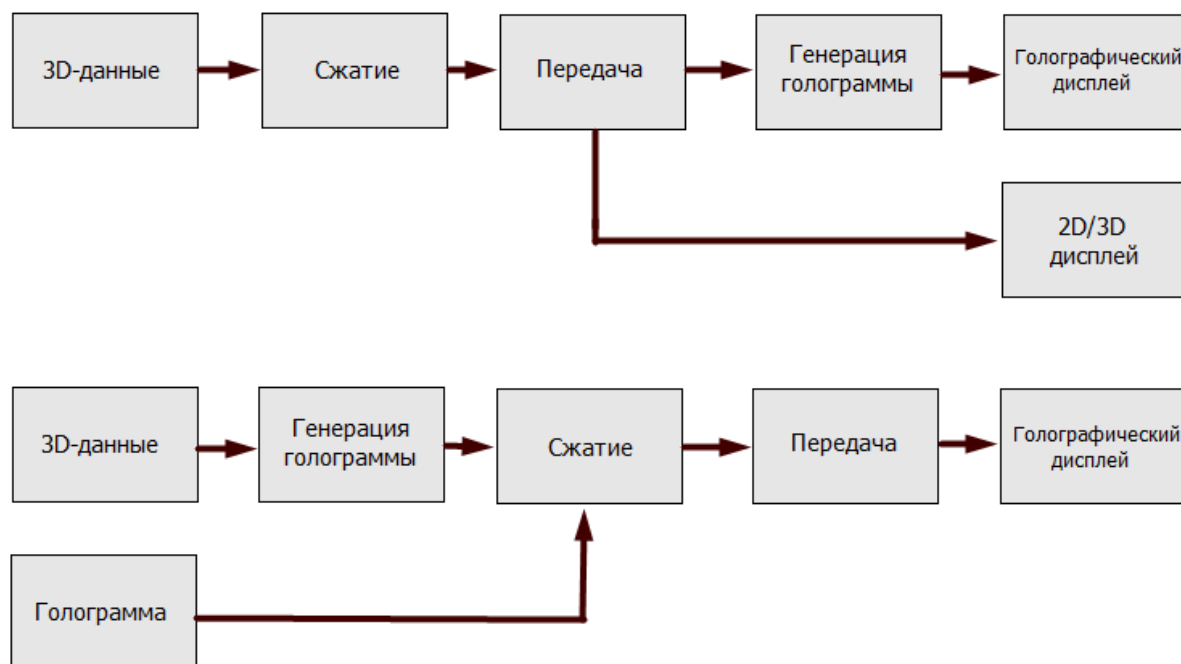 3D-данные
Сжатие
Передача
Генерация
голограммы
Голографический
дисплей
2D/3D
дисплей
3D-данные
Генерация
голограммы
Сжатие
Передача
Голографический
дисплей
Голограмма